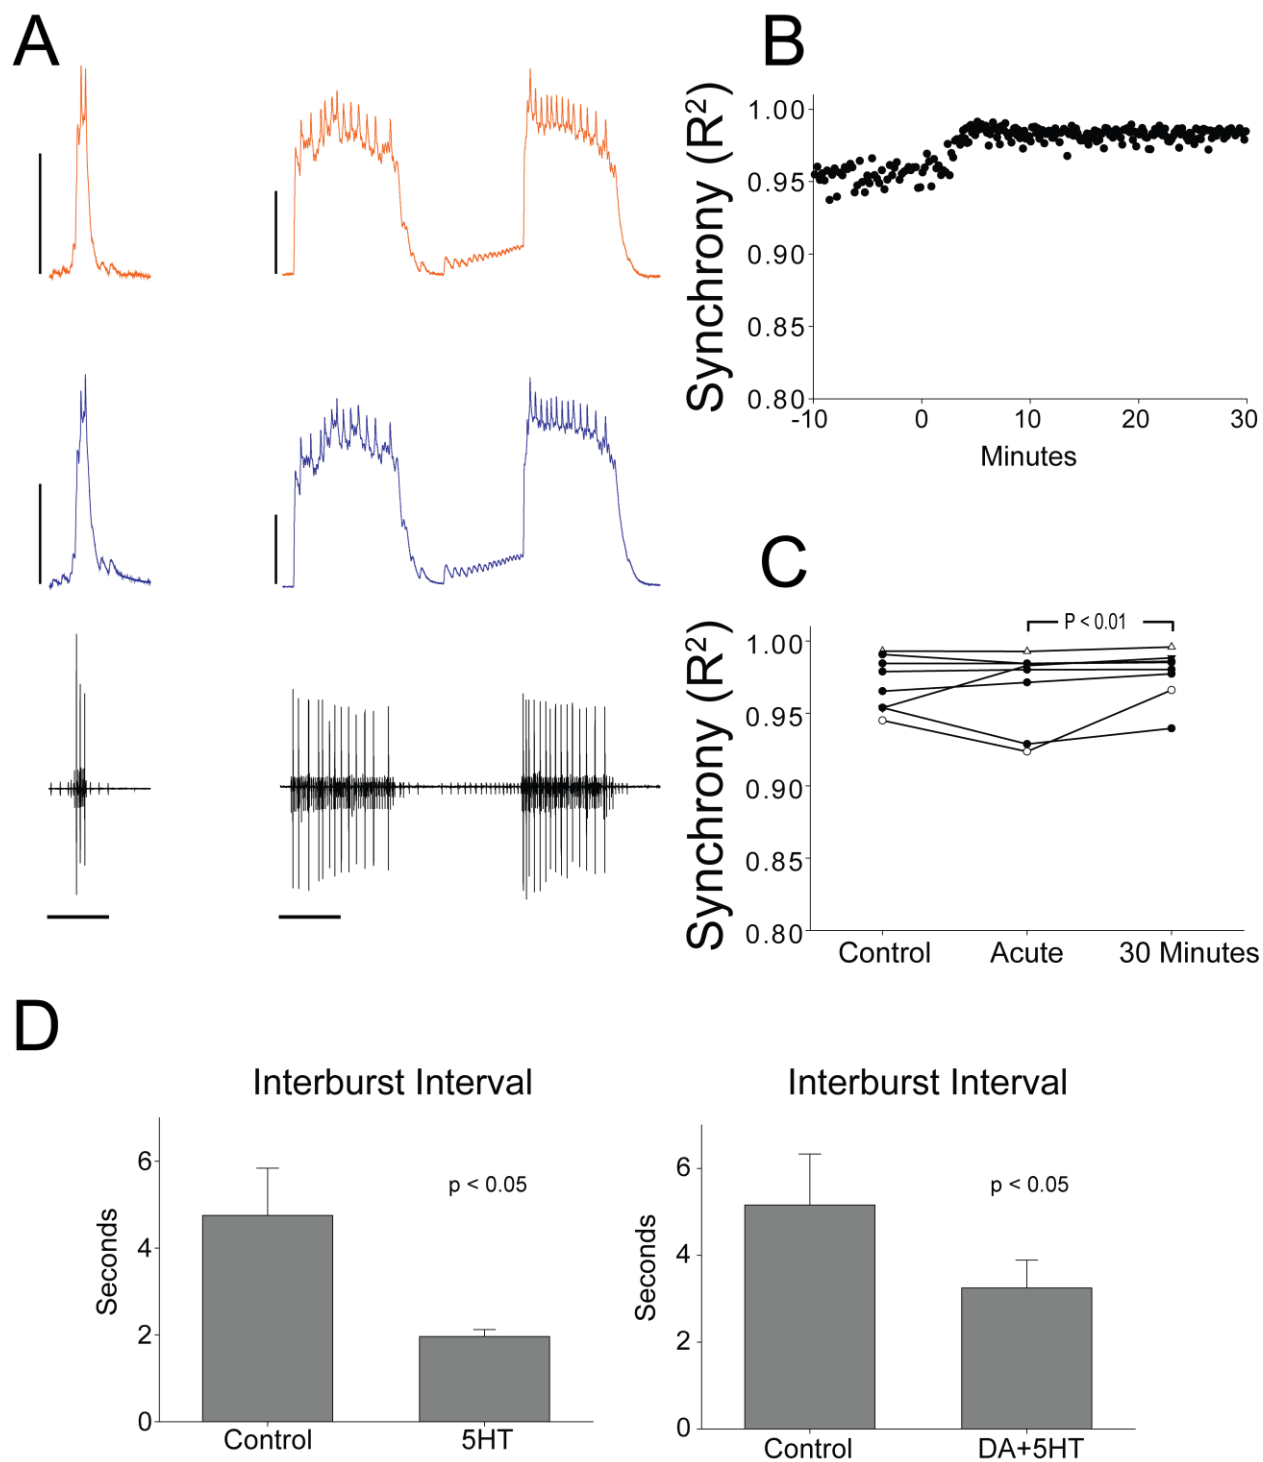 A
B
Synchrony (R²)
1.00
0.95
0.90
0.85
0.80
-10
0
10
20
30
Minutes
C
Synchrony (R²)
1.00
0.95
0.90
0.85
0.80
P < 0.01
Control
Acute
30 Minutes
D
Interburst Interval
Seconds
6
4
2
0
p < 0.05
Control
5HT
Interburst Interval
Seconds
6
4
2
0
p < 0.05
Control
DA+5HT